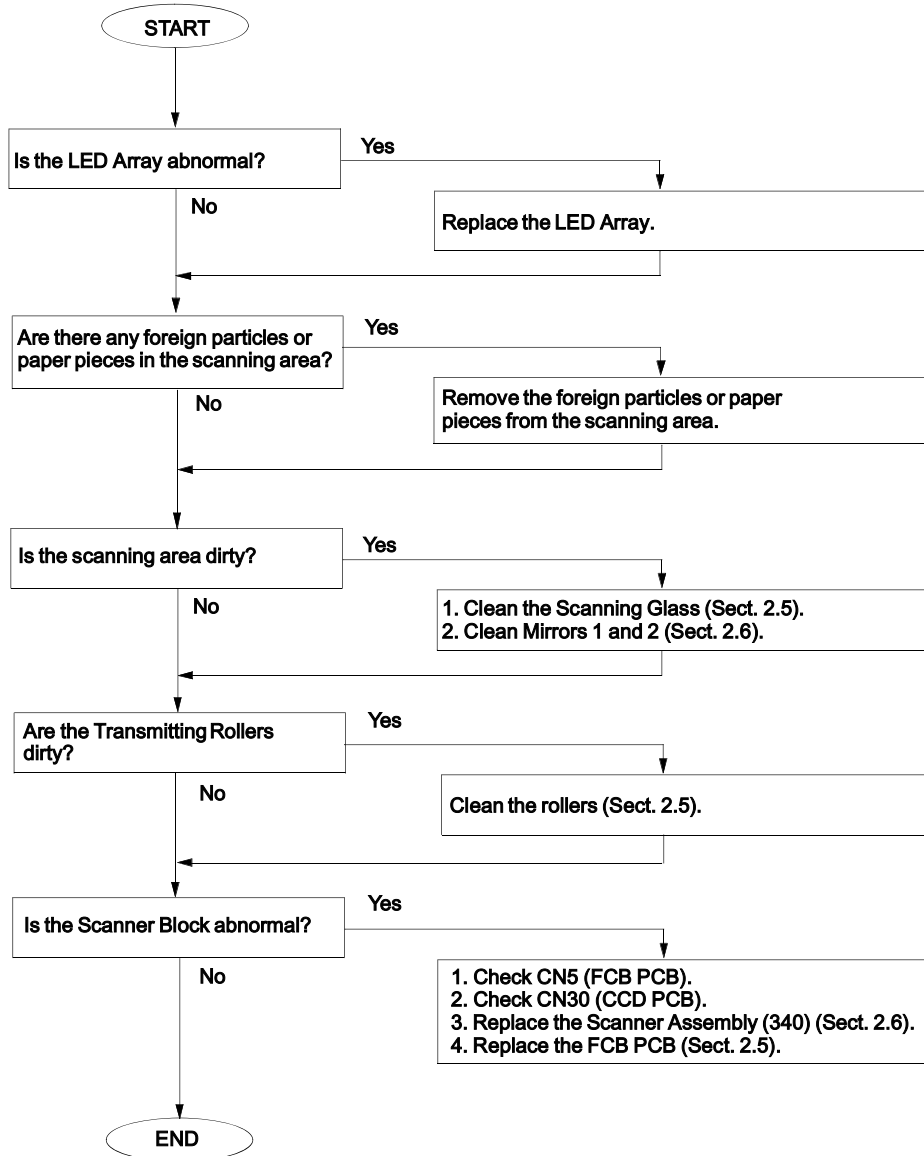 START
Is the LED Array abnormal?
Yes
No
Replace the LED Array.
Are there any foreign particles or
paper pieces in the scanning area?
Yes
No
Remove the foreign particles or paper
pieces from the scanning area.
Is the scanning area dirty?
Yes
No
1. Clean the Scanning Glass (Sect. 2.5).
2. Clean Mirrors 1 and 2 (Sect. 2.6).
Are the Transmitting Rollers
dirty?
Yes
No
Clean the rollers (Sect. 2.5).
Is the Scanner Block abnormal?
Yes
No
1. Check CN5 (FCB PCB).
2. Check CN30 (CCD PCB).
3. Replace the Scanner Assembly (340) (Sect. 2.6).
4. Replace the FCB PCB (Sect. 2.5).
END